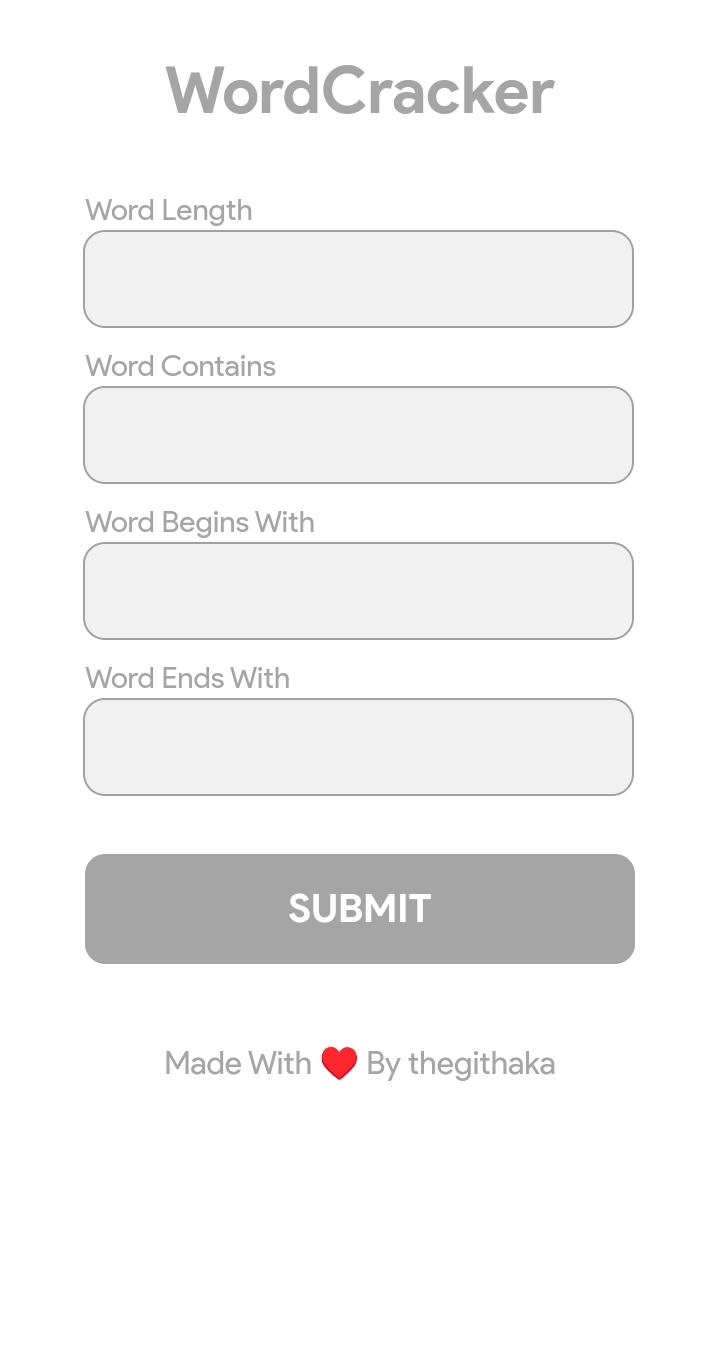 WordCracker
Word Length
Word Contains
Word Begins With
Word Ends With
SUBMIT
Made With ❤️ By thegithaka